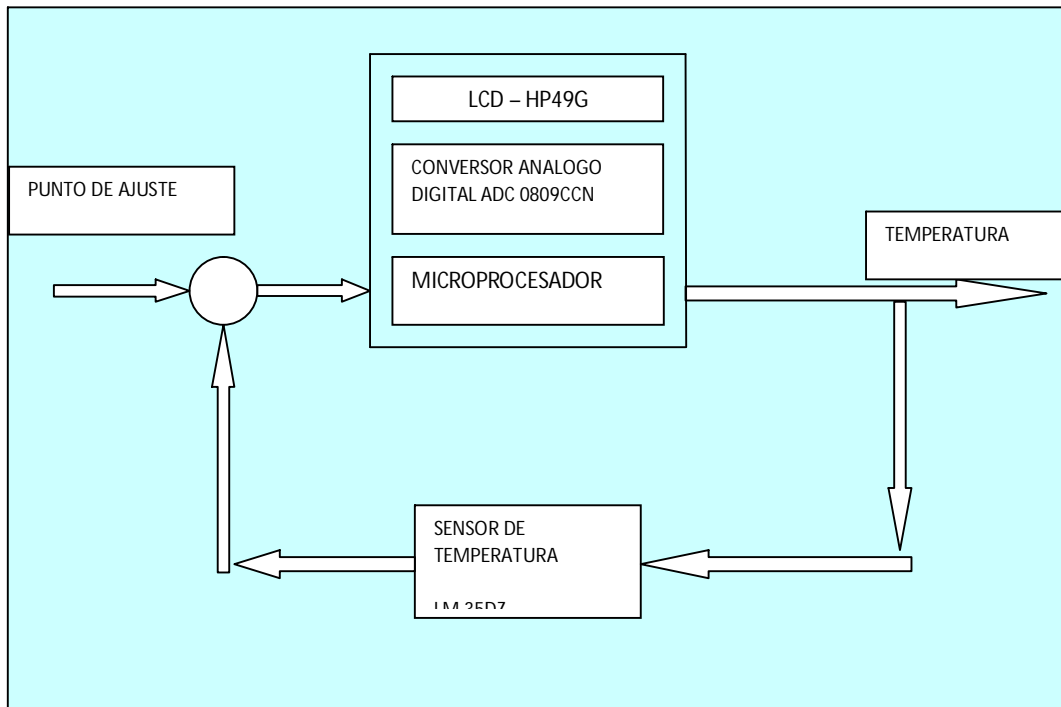 LCD – HP49G
CONVERSOR ANALOGO
DIGITAL ADC 0809CCN
PUNTO DE AJUSTE
TEMPERATURA
MICROPROCESADOR
SENSOR DE
TEMPERATURA